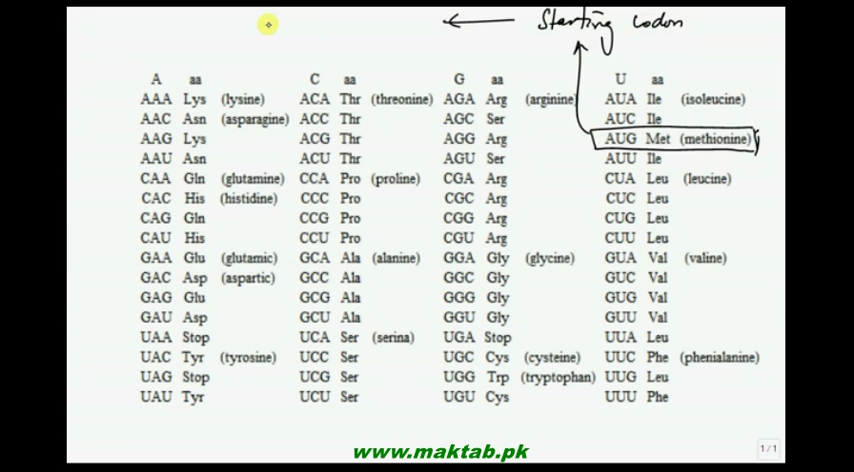 ← Starting codon
A aa C aa G aa U aa
AAA Lys (lysine) ACA Thr (threonine) AGA Arg (arginine) AUA Ile (isoleucine)
AAC Asn (asparagine) ACC Thr AGC Ser AUC Ile
AAG Lys ACG Thr AGG Arg AUG Met (methionine)
AAU Asn ACU Thr AGU Ser AUU Ile
CAA Gln (glutamine) CCA Pro (proline) CGA Arg CUA Leu (leucine)
CAC His (histidine) CCC Pro CGC Arg CUC Leu
CAG Gln CCG Pro CGG Arg CUG Leu
CAU His CCG Pro CGU Arg CUU Leu
GAA Glu (glutamic) GCA Ala (alanine) GGA Gly (glycine) GUA Val (valine)
GAC Asp (aspartic) GCC Ala GGC Gly GUC Val
GAG Glu GCG Ala GGG Gly GUG Val
GAU Asp GCU Ala GGU Gly GUU Val
UAA Stop UCA Ser (serina) UGA Stop UUA Leu
UAC Tyr (tyrosine) UCC Ser UGC Cys (cysteine) UUC Phe (phenialanine)
UAG Stop UCG Ser UGG Trp (tryptophan) UUG Leu
UAU Tyr UCU Ser UGU Cys UUU Phe
1/1
www.maktab.pk